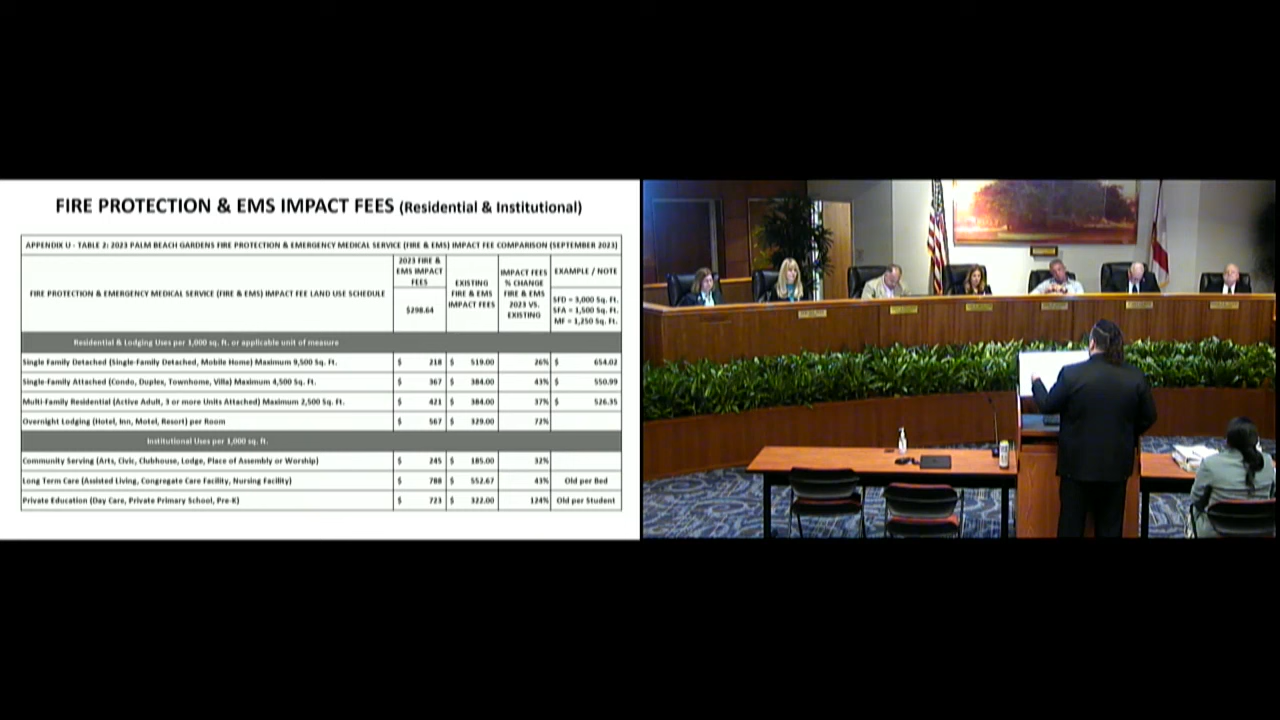 FIRE PROTECTION & EMS IMPACT FEES (Residential & Institutional)
APPENDIX U - TABLE 2: 2023 PALM BEACH GARDENS FIRE PROTECTION & EMERGENCY MEDICAL SERVICE (FIRE & EMS) IMPACT FEE COMPARISON (SEPTEMBER 2023)
FIRE PROTECTION & EMERGENCY MEDICAL SERVICE (FIRE & EMS) IMPACT FEE LAND USE SCHEDULE
2023 FIRE &
EMS IMPACT
FEES
$298.64
EXISTING
FIRE & EMS
IMPACT FEES
IMPACT FEES
% CHANGE
FIRE & EMS
2023 VS.
EXISTING
EXAMPLE / NOTE
SFD = 3,000 Sq. Ft.
SFA = 1,500 Sq. Ft.
MF = 1,250 Sq. Ft.
Residential & Lodging Uses per 1,000 sq. ft. or applicable unit of measure
Single Family Detached (Single-Family Detached, Mobile Home) Maximum 9,500 Sq. Ft. $ 218 $ 519.00 26% $ 654.02
Single-Family Attached (Condo, Duplex, Townhome, Villa) Maximum 4,500 Sq. Ft. $ 367 $ 384.00 43% $ 550.99
Multi-Family Residential (Active Adult, 3 or more Units Attached) Maximum 2,500 Sq. Ft. $ 421 $ 384.00 37% $ 526.35
Overnight Lodging (Hotel, Inn, Motel, Resort) per Room $ 567 $ 329.00 72%
Institutional Uses per 1,000 sq. ft.
Community Serving (Arts, Civic, Clubhouse, Lodge, Place of Assembly or Worship) $ 245 $ 185.00 32%
Long Term Care (Assisted Living, Congregate Care Facility, Nursing Facility) $ 788 $ 552.67 43% Old per Bed
Private Education (Day Care, Private Primary School, Pre-K) $ 723 $ 322.00 124% Old per Student